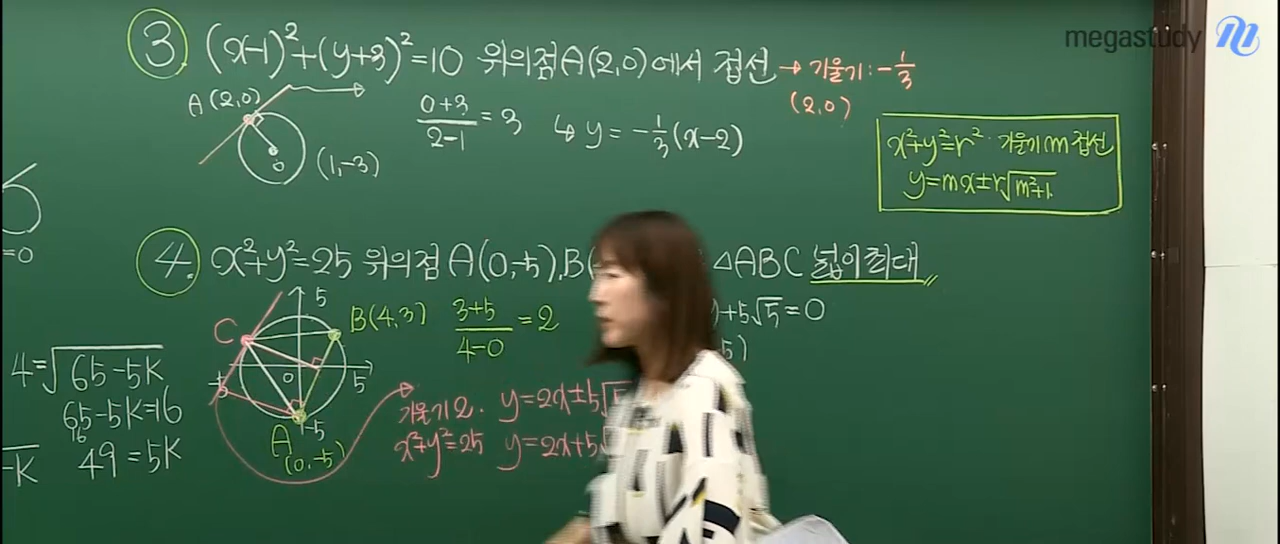 megastudy
③ (x-1)²+(y+3)²=10 위의점 A(2,0)에서 접선 → 기울기: -1/3
(2,0)
A(2,0)
0
(1,-3)
(0+3)/(2-1) = 3
↳ y = -1/3(x-2)
x²+y²=r² · 기울기 m 접선
y=mx±r√(m²+1)
=0
④ x²+y²=25 위의점 A(0,-5), B( △ABC 넓이최대
5
B(4,3)
C
0
-5
5
A
(0,-5)
-5
(3+5)/(4-0) = 2
+5√5=0
5)
기울기 2. y=2x±5√5
x²+y²=25 y=2x+5√
4=√(65-5k)
65-5k=16
16
49=5k
-k